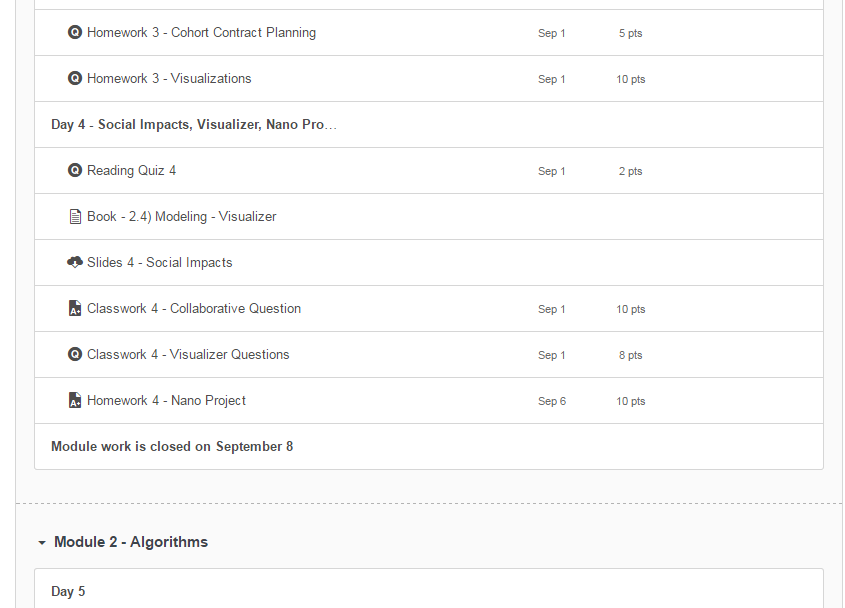 Homework 3 - Cohort Contract Planning Sep 1 5 pts
Homework 3 - Visualizations Sep 1 10 pts
Day 4 - Social Impacts, Visualizer, Nano Pro…
Reading Quiz 4 Sep 1 2 pts
Book - 2.4) Modeling - Visualizer
Slides 4 - Social Impacts
Classwork 4 - Collaborative Question Sep 1 10 pts
Classwork 4 - Visualizer Questions Sep 1 8 pts
Homework 4 - Nano Project Sep 6 10 pts
Module work is closed on September 8
Module 2 - Algorithms
Day 5